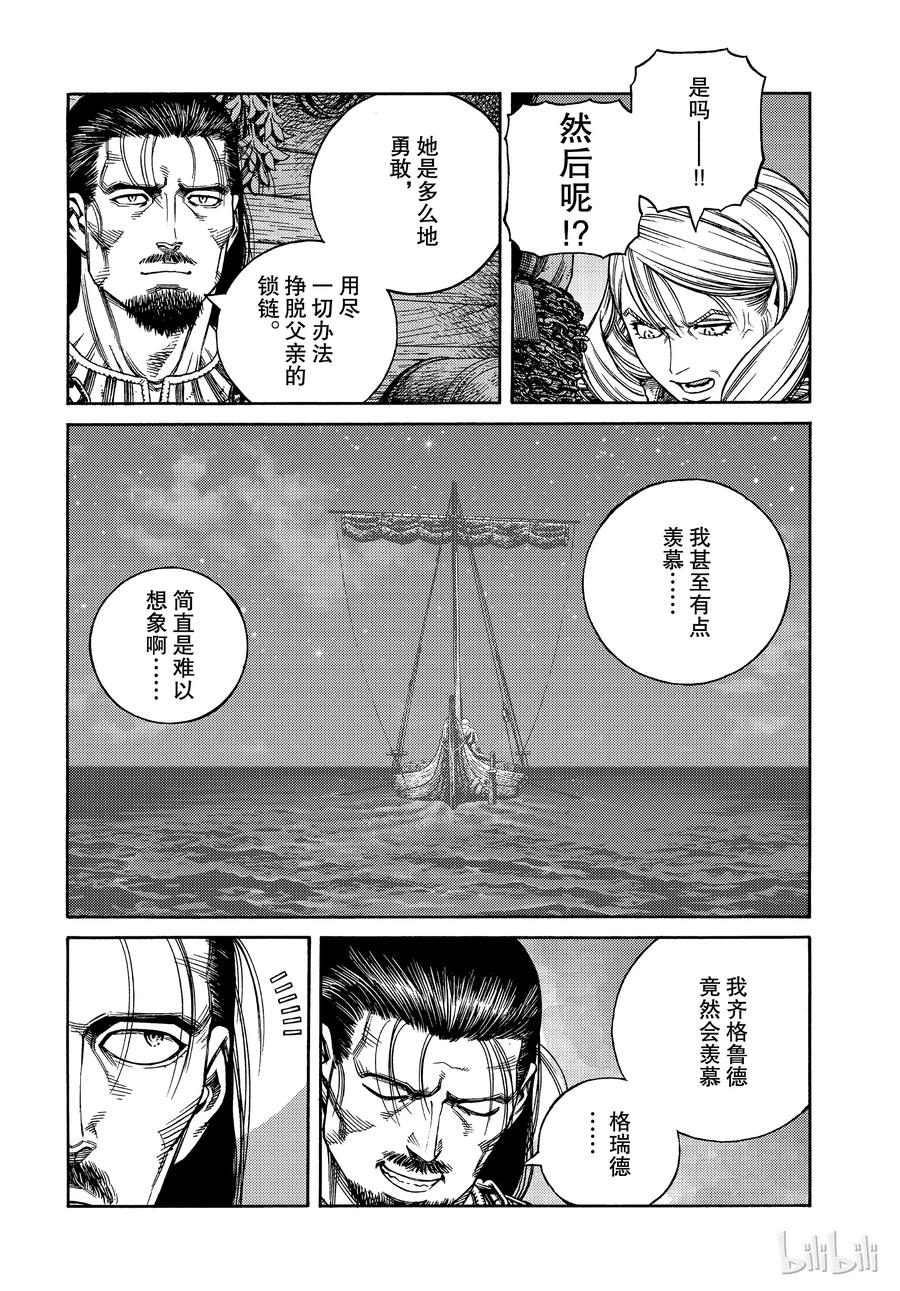 是吗——!!
然后呢!?
她是多么地
勇敢，
用尽
一切办法
挣脱父亲的
锁链。
我甚至有点
羡慕……
简直是难以
想象啊……
我齐格鲁德
竟然会羡慕
格瑞德
……
bilibili